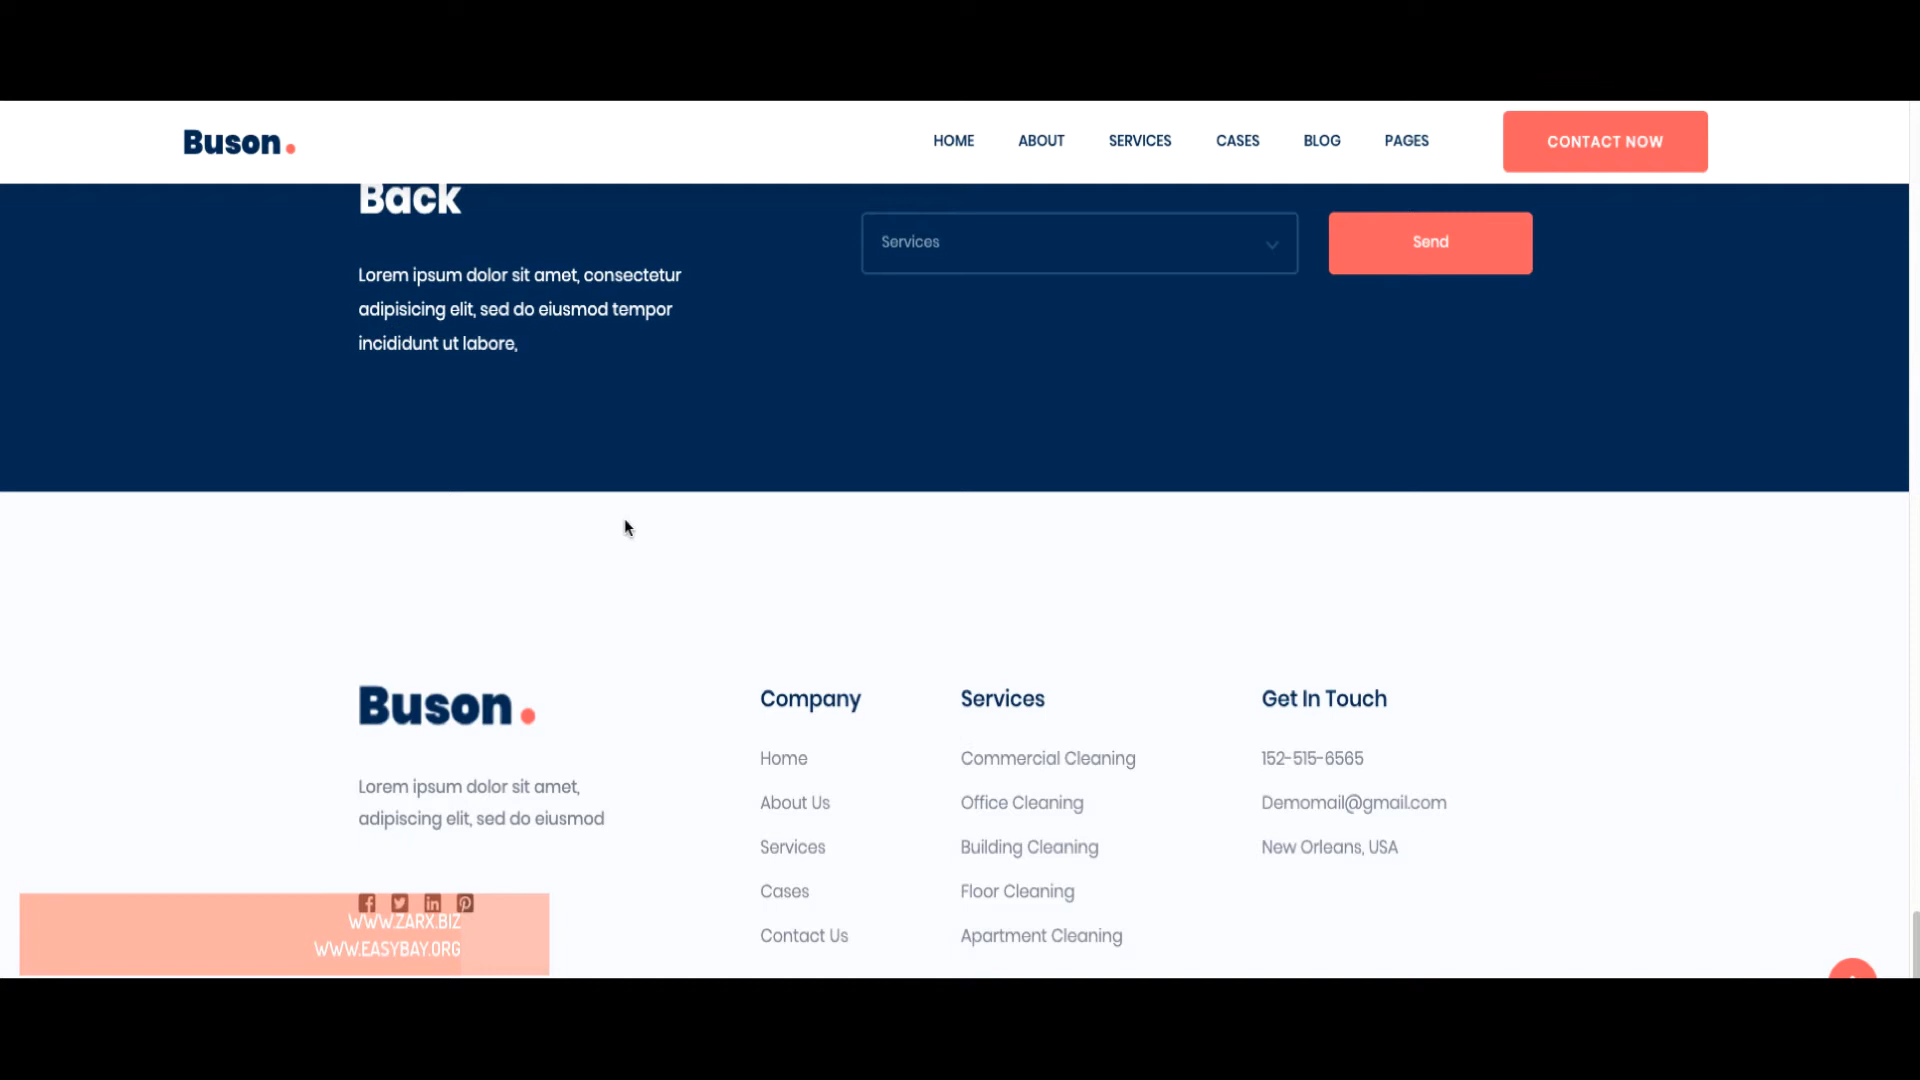 Buson.
HOME ABOUT SERVICES CASES BLOG PAGES CONTACT NOW
Back
Services
Send
Lorem ipsum dolor sit amet, consectetur
adipisicing elit, sed do eiusmod tempor
incididunt ut labore,
Buson.
Lorem ipsum dolor sit amet,
adipiscing elit, sed do eiusmod
Company
Home
About Us
Services
Cases
Contact Us
Services
Commercial Cleaning
Office Cleaning
Building Cleaning
Floor Cleaning
Apartment Cleaning
Get In Touch
152-515-6565
Demomail@gmail.com
New Orleans, USA
WWW.ZARX.BIZ
WWW.EASYBAY.ORG